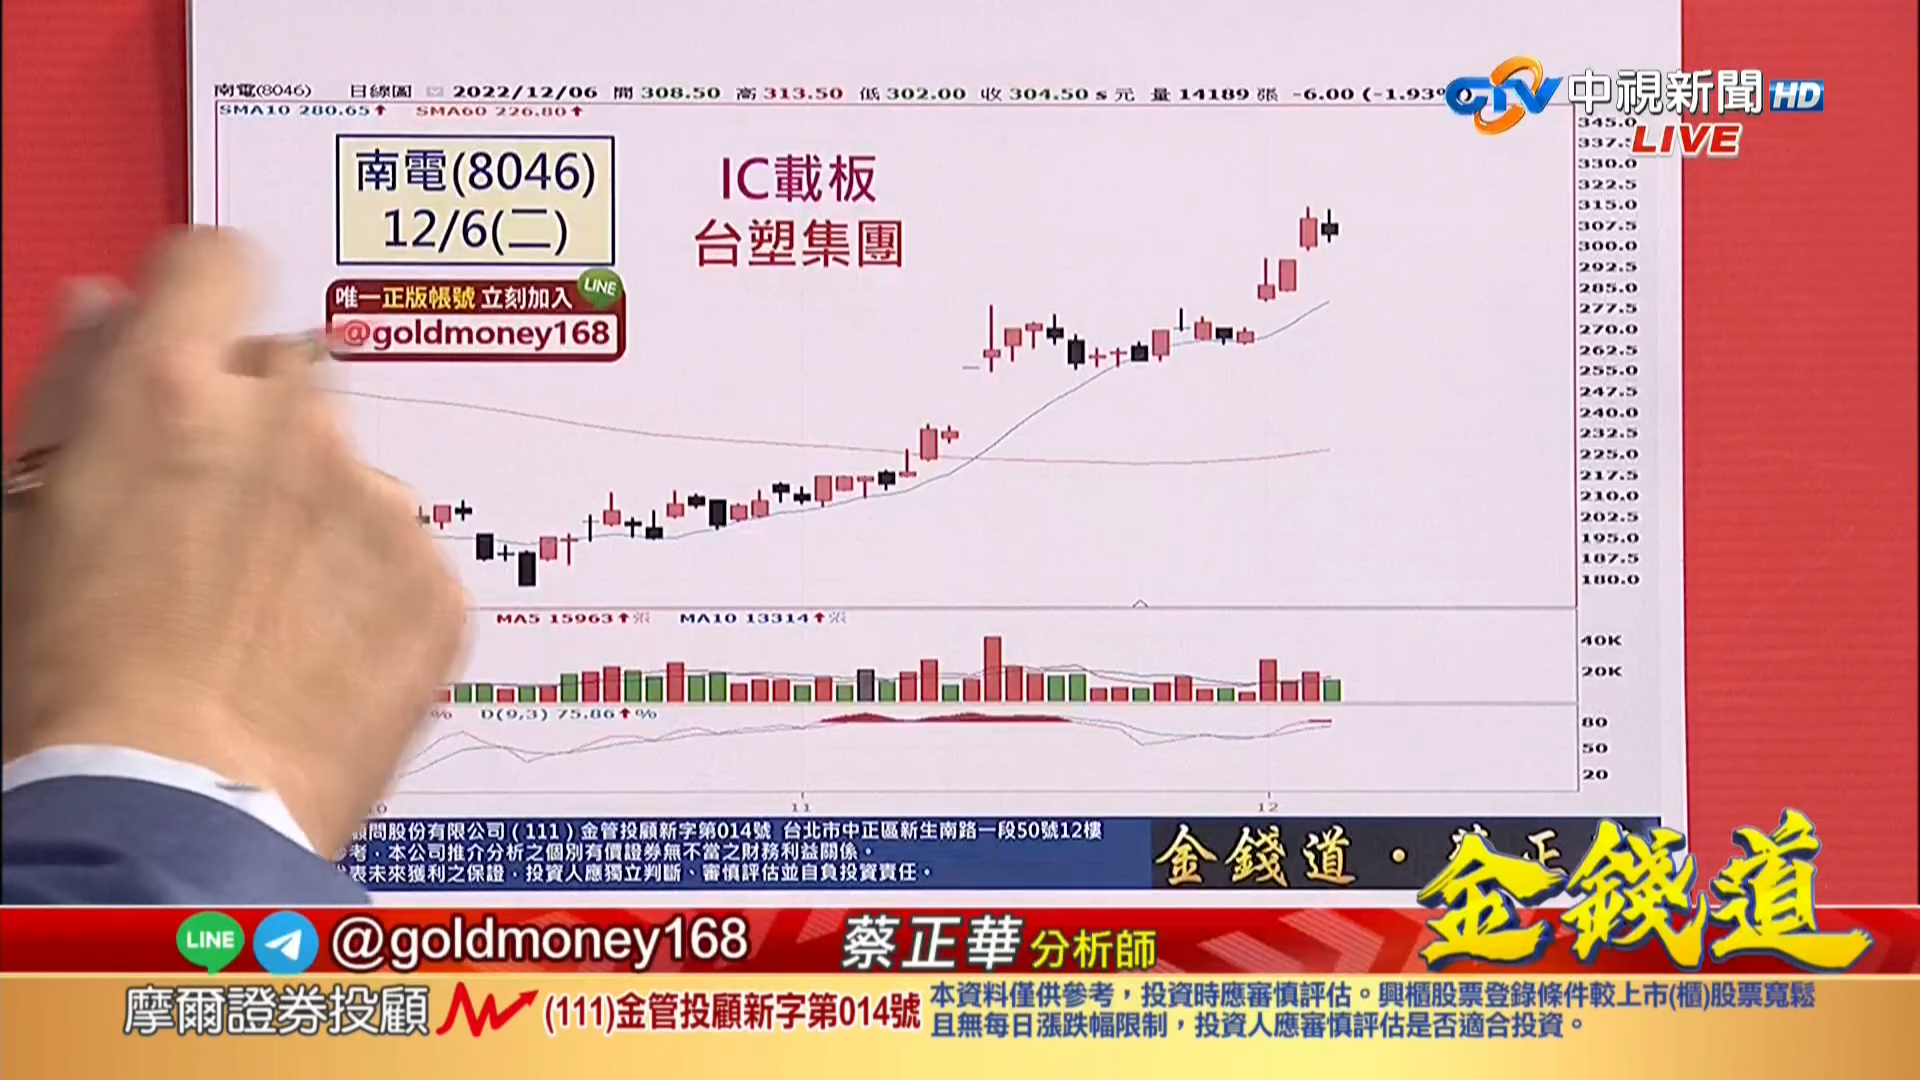 南電(8046) 日線圖 2022/12/06 開 308.50 高 313.50 低 302.00 收 304.50 s 元 量 14189 張 -6.00 (-1.93%)
SMA10 280.65↑ SMA60 226.80↑
CTV 中視新聞 HD
LIVE
南電(8046)
12/6(二)
IC載板
台塑集團
唯一正版帳號 立刻加入
LINE
@goldmoney168
345.0
337.5
330.0
322.5
315.0
307.5
300.0
292.5
285.0
277.5
270.0
262.5
255.0
247.5
240.0
232.5
225.0
217.5
210.0
202.5
195.0
187.5
180.0
MA5 15963↑張 MA10 13314↑張
40K
20K
% D(9,3) 75.86↑%
80
50
20
11 12
顧問股份有限公司(111)金管投顧新字第014號 台北市中正區新生南路一段50號12樓
考，本公司推介分析之個別有價證券無不當之財務利益關係。
表未來獲利之保證，投資人應獨立判斷、審慎評估並自負投資責任。
金錢道・蔡正
金錢道
LINE @goldmoney168 蔡正華 分析師
摩爾證券投顧 (111)金管投顧新字第014號
本資料僅供參考，投資時應審慎評估。興櫃股票登錄條件較上市(櫃)股票寬鬆
且無每日漲跌幅限制，投資人應審慎評估是否適合投資。